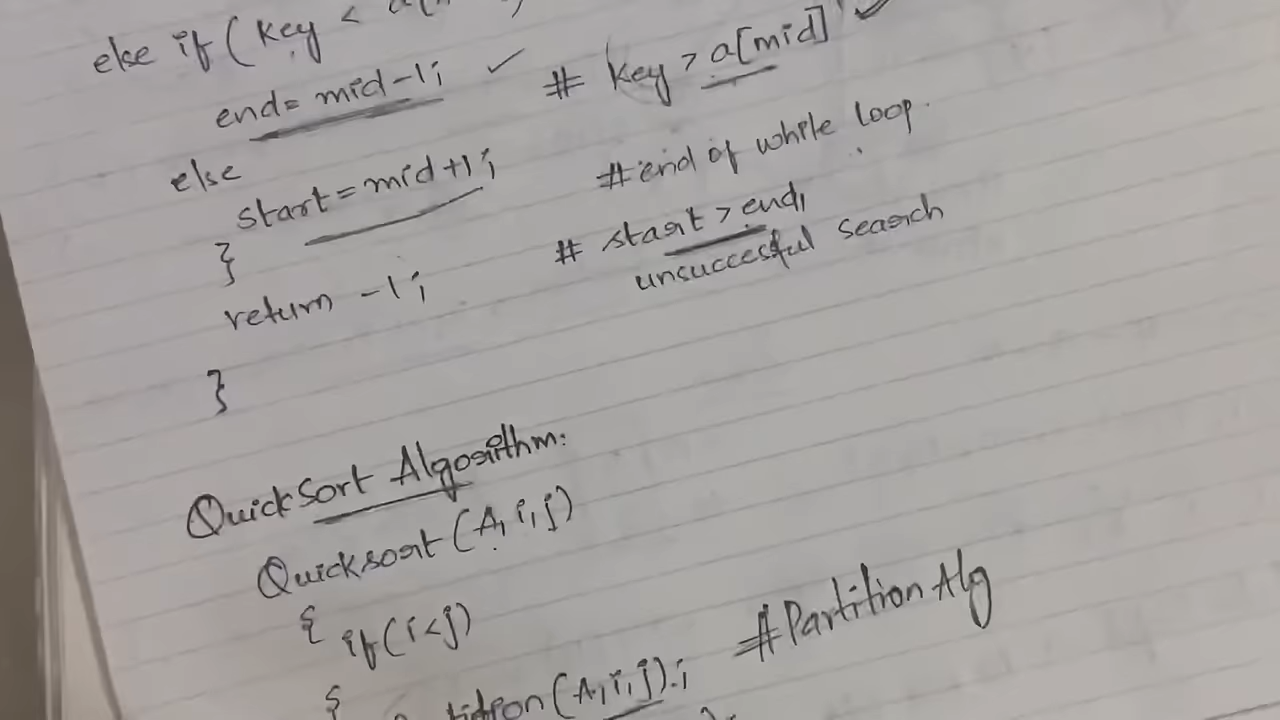 else if ( key <
end = mid - 1 ; # key > a[mid]
else
start = mid + 1 ; # end of while loop.
} # start > end,
return -1 ; unsuccesful search
}
QuickSort Algorithm:
Quicksort (A, i, j)
{ if (i < j)
{ # Partition Alg
(A, i, j) ;